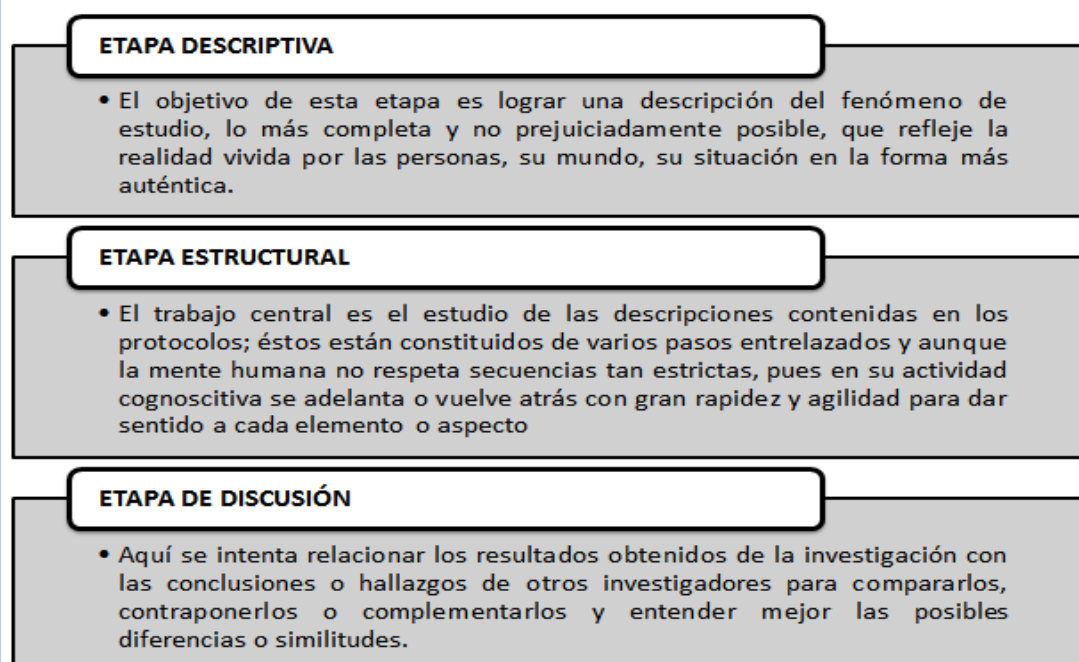 ETAPA DESCRIPTIVA
• El objetivo de esta etapa es lograr una descripción del fenómeno de
estudio, lo más completa y no prejuiciadamente posible, que refleje la
realidad vivida por las personas, su mundo, su situación en la forma más
auténtica.
ETAPA ESTRUCTURAL
• El trabajo central es el estudio de las descripciones contenidas en los
protocolos; éstos están constituidos de varios pasos entrelazados y aunque
la mente humana no respeta secuencias tan estrictas, pues en su actividad
cognoscitiva se adelanta o vuelve atrás con gran rapidez y agilidad para dar
sentido a cada elemento o aspecto
ETAPA DE DISCUSIÓN
• Aquí se intenta relacionar los resultados obtenidos de la investigación con
las conclusiones o hallazgos de otros investigadores para compararlos,
contraponerlos o complementarlos y entender mejor las posibles
diferencias o similitudes.